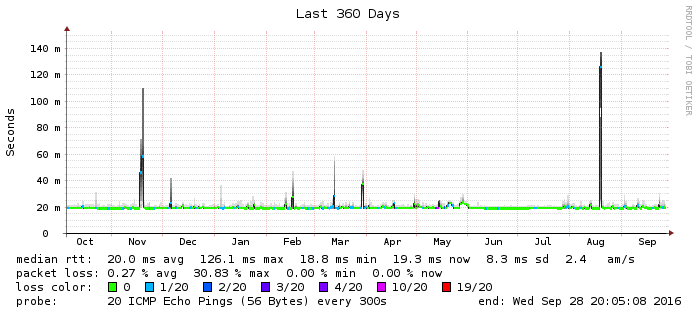 Last 360 Days
RRDTOOL / TOBI OETIKER
Seconds
140 m
120 m
100 m
80 m
60 m
40 m
20 m
0
Oct Nov Dec Jan Feb Mar Apr May Jun Jul Aug Sep
median rtt: 20.0 ms avg 126.1 ms max 18.8 ms min 19.3 ms now 8.3 ms sd 2.4 am/s
packet loss: 0.27 % avg 30.83 % max 0.00 % min 0.00 % now
loss color: 0 1/20 2/20 3/20 4/20 10/20 19/20
probe: 20 ICMP Echo Pings (56 Bytes) every 300s end: Wed Sep 28 20:05:08 2016